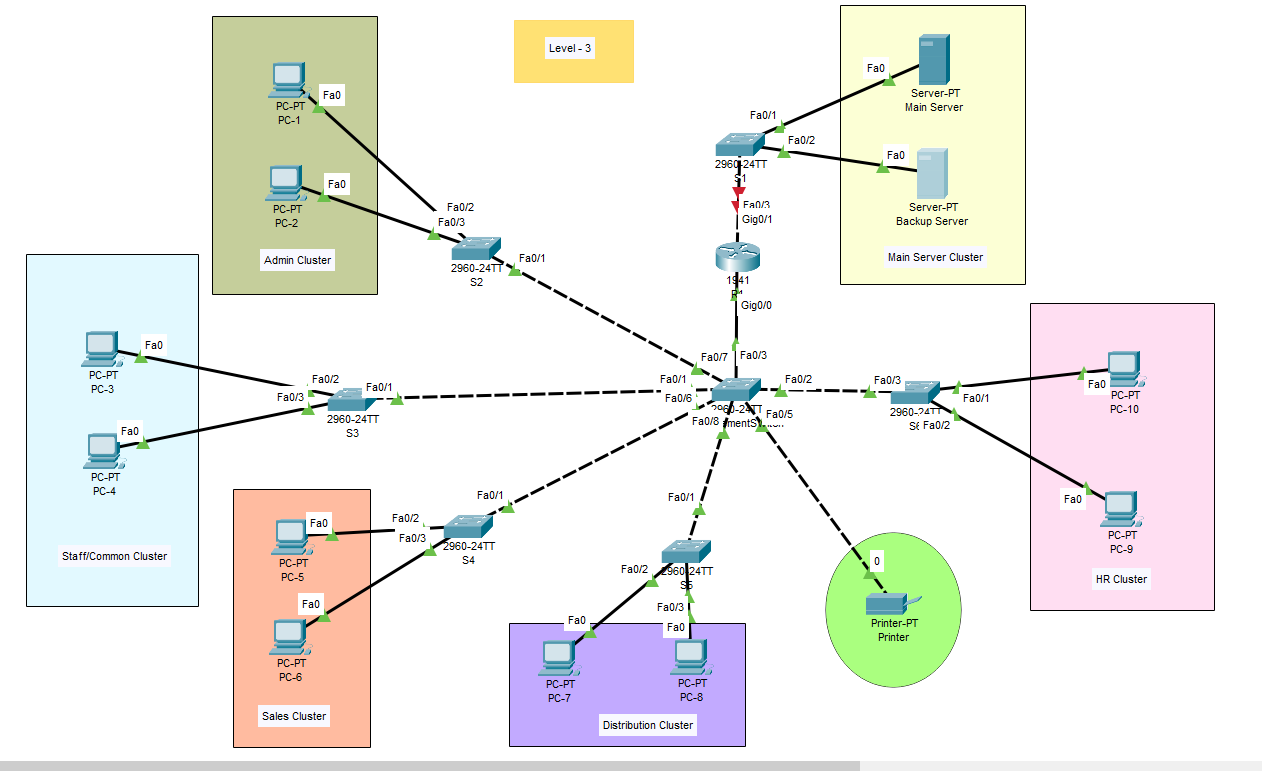 Level - 3
PC-PT
PC-1
Fa0
PC-PT
PC-2
Fa0
Admin Cluster
Fa0/2
Fa0/3
2960-24TT
S2
Fa0/1
Fa0
Server-PT
Main Server
Fa0/1
Fa0/2
Fa0
2960-24TT
S1
Server-PT
Backup Server
Main Server Cluster
Fa0/3
Gig0/1
1941
Gig0/0
Fa0
PC-PT
PC-3
Fa0
PC-PT
PC-4
Staff/Common Cluster
Fa0/2
Fa0/3
Fa0/1
2960-24TT
S3
Fa0/7
Fa0/3
Fa0/1
Fa0/2
Fa0/6
2960-24TT
Fa0/8
Fa0/5
Fa0/3
Fa0/1
2960-24TT
Fa0/2
Fa0
PC-PT
PC-10
Fa0
PC-PT
PC-9
HR Cluster
Fa0
PC-PT
PC-5
Fa0
PC-PT
PC-6
Sales Cluster
Fa0/2
Fa0/3
Fa0/1
2960-24TT
S4
Fa0/1
Fa0/2
2960-24TT
S5
Fa0/3
Fa0
Fa0
PC-PT
PC-7
PC-PT
PC-8
Distribution Cluster
0
Printer-PT
Printer